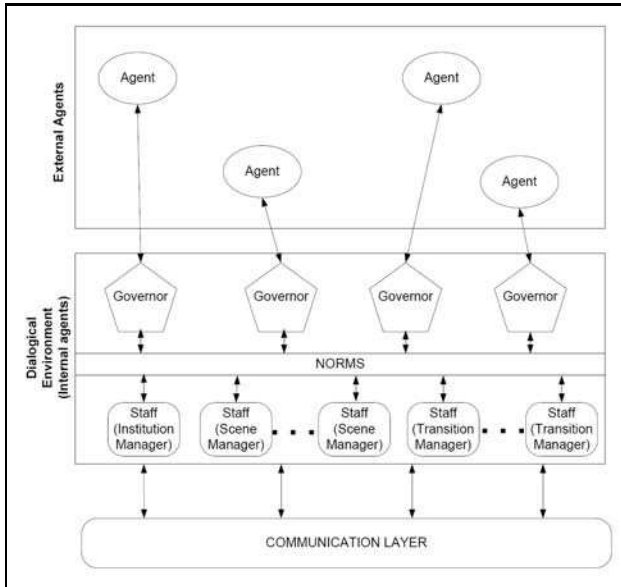 External Agents
Agent
Agent
Agent
Agent
Dialogical
Environment
(Internal agents)
Governor
Governor
Governor
Governor
NORMS
Staff
(Institution
Manager)
Staff
(Scene
Manager)
Staff
(Scene
Manager)
Staff
(Transition
Manager)
Staff
(Transition
Manager)
COMMUNICATION LAYER